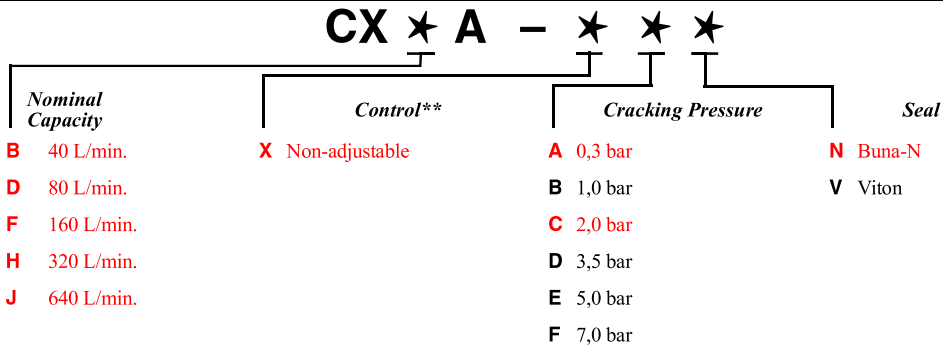 CX ★ A – ★ ★ ★
Nominal Capacity
B 40 L/min.
D 80 L/min.
F 160 L/min.
H 320 L/min.
J 640 L/min.
Control**
X Non-adjustable
Cracking Pressure
A 0,3 bar
B 1,0 bar
C 2,0 bar
D 3,5 bar
E 5,0 bar
F 7,0 bar
Seal
N Buna-N
V Viton